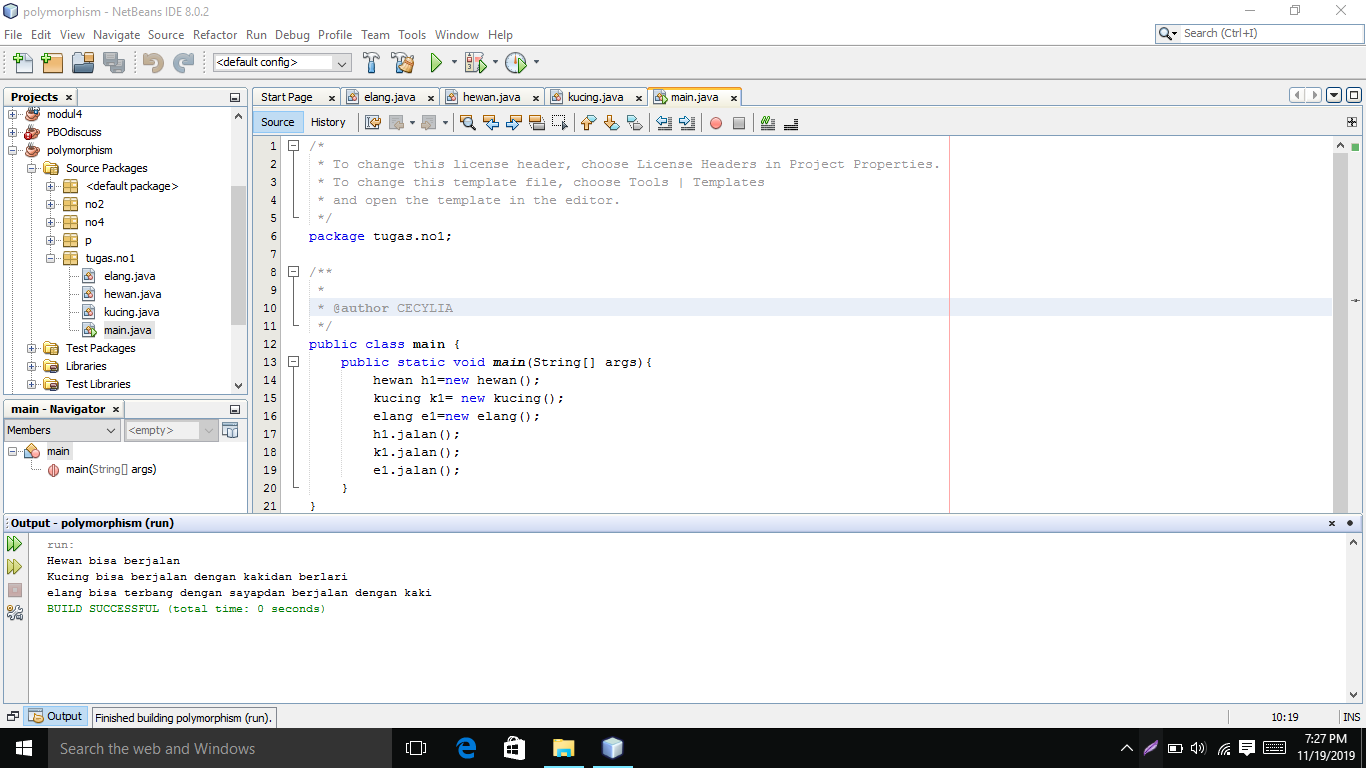 polymorphism - NetBeans IDE 8.0.2
File Edit View Navigate Source Refactor Run Debug Profile Team Tools Window Help
Search (Ctrl+I)
<default config>
Projects
modul4
PBOdiscuss
polymorphism
Source Packages
<default package>
no2
no4
p
tugas.no1
elang.java
hewan.java
kucing.java
main.java
Test Packages
Libraries
Test Libraries
main - Navigator
Members <empty>
main
main(String[] args)
Start Page elang.java hewan.java kucing.java main.java
Source History
1 /*
2 * To change this license header, choose License Headers in Project Properties.
3 * To change this template file, choose Tools | Templates
4 * and open the template in the editor.
5 */
6 package tugas.no1;
7
8 /**
9 *
10 * @author CECYLIA
11 */
12 public class main {
13 public static void main(String[] args){
14 hewan h1=new hewan();
15 kucing k1= new kucing();
16 elang e1=new elang();
17 h1.jalan();
18 k1.jalan();
19 e1.jalan();
20 }
21 }
Output - polymorphism (run)
run:
Hewan bisa berjalan
Kucing bisa berjalan dengan kakidan berlari
elang bisa terbang dengan sayapdan berjalan dengan kaki
BUILD SUCCESSFUL (total time: 0 seconds)
Output Finished building polymorphism (run).
10:19 INS
Search the web and Windows
7:27 PM
11/19/2019